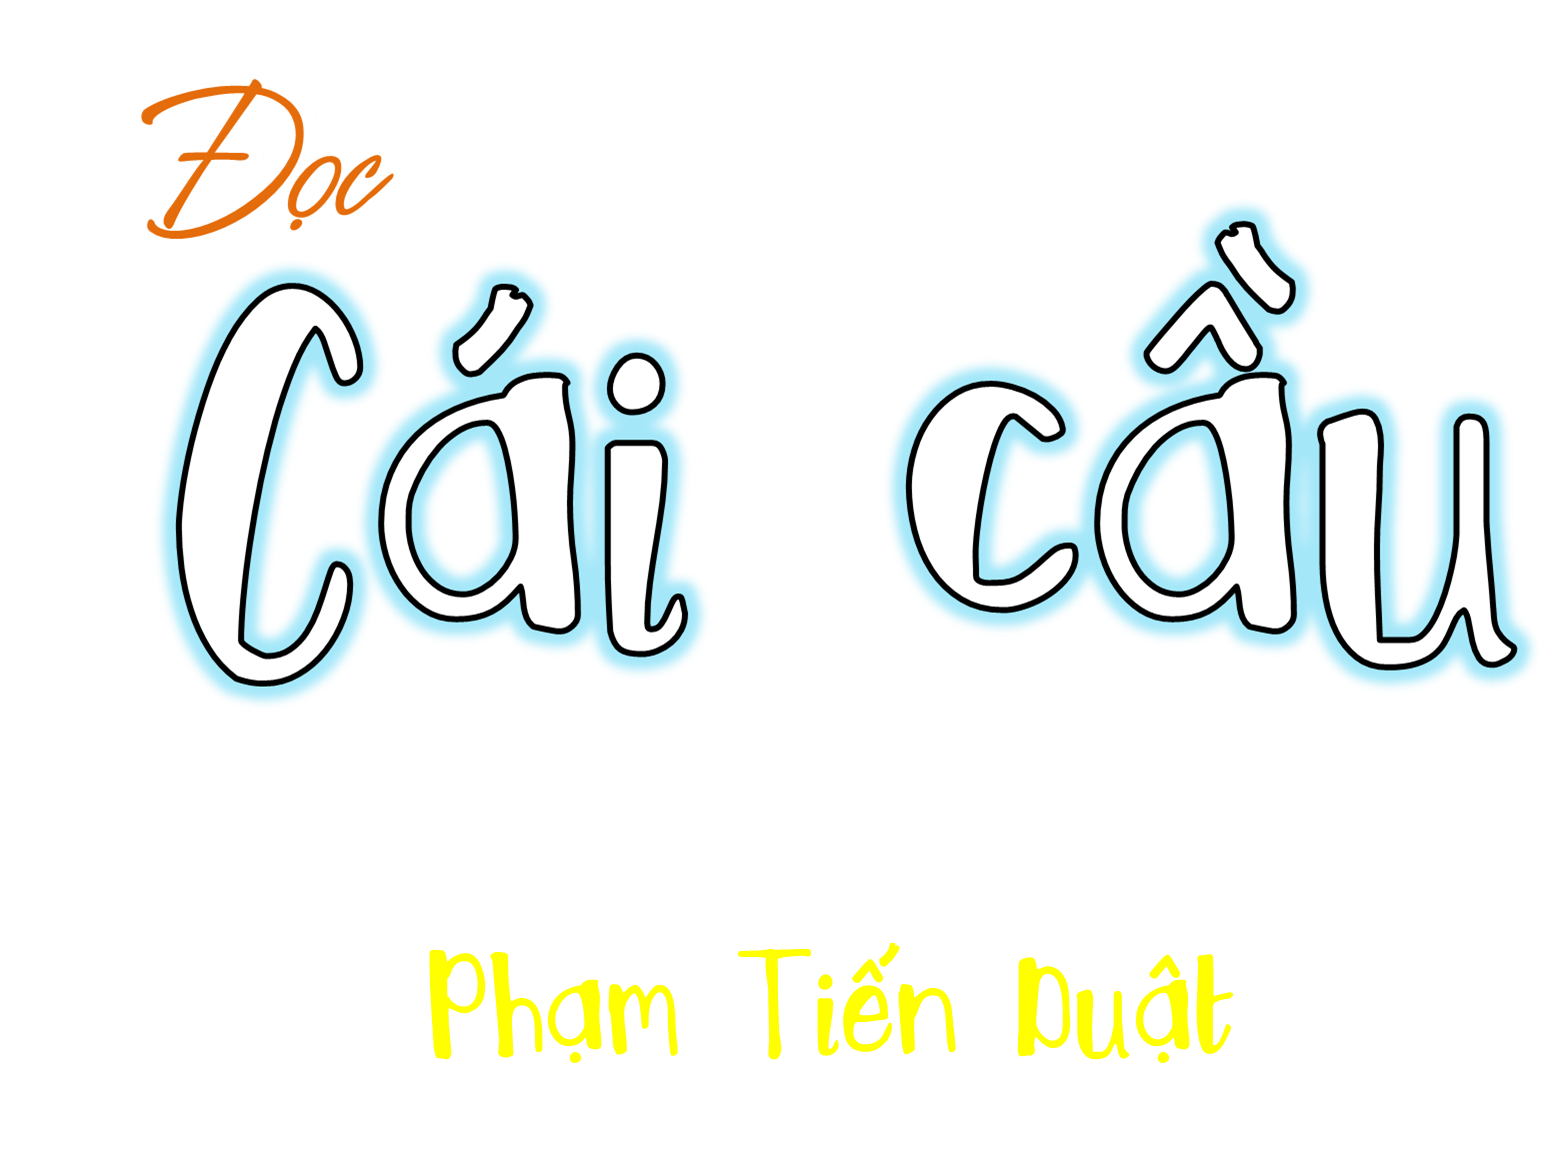 Đọc
Cái cầu
Phạm Tiến Duật